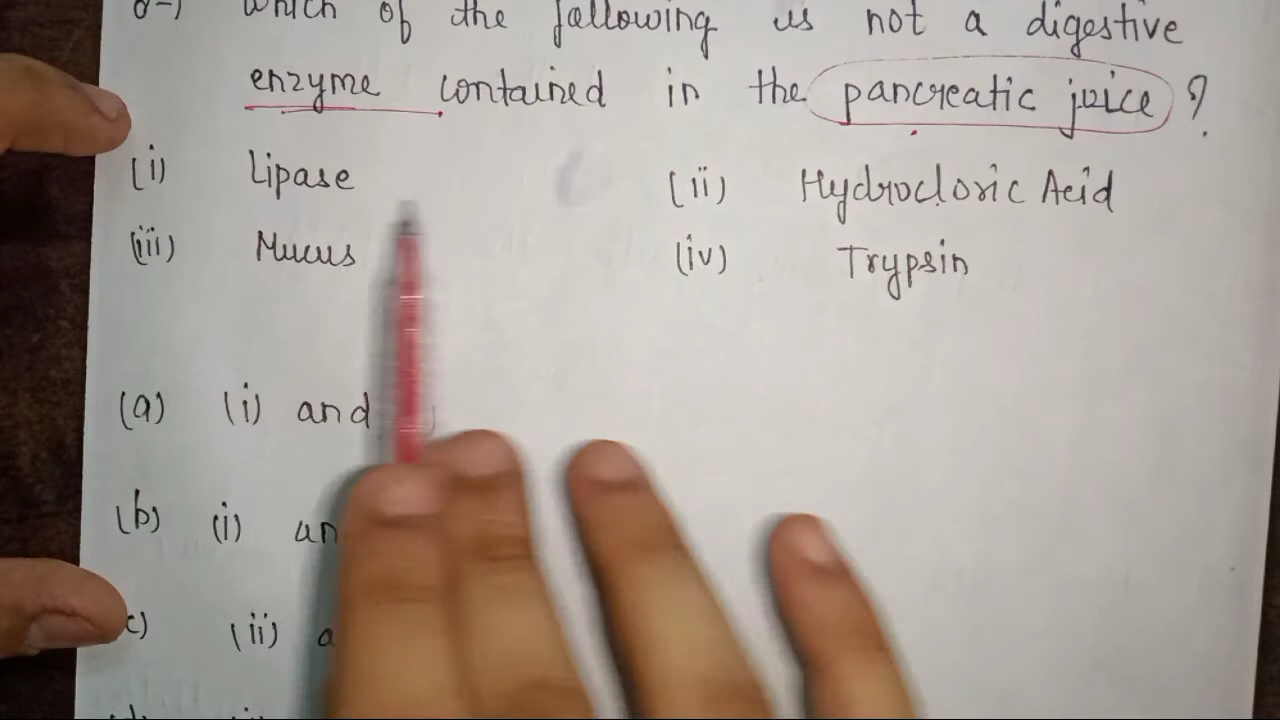 which of the following is not a digestive
enzyme contained in the pancreatic juice ?
(i) Lipase (ii) Hydrocloric Acid
(iii) Mucus (iv) Trypsin
(a) (i) and
(b) (i) an
c) (ii) a